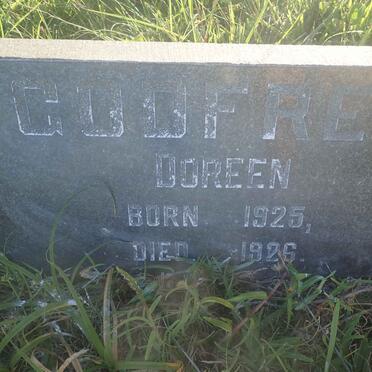 GODFRE
DOREEN
BORN 1925,
DIED 1926.